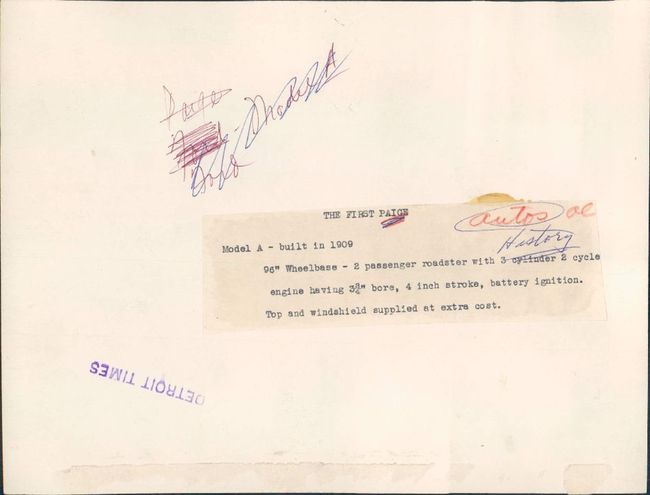 Paige
Model A
THE FIRST PAIGE
autos
History
Model A - built in 1909
96" Wheelbase - 2 passenger roadster with 3 cylinder 2 cycle
engine having 3¾" bore, 4 inch stroke, battery ignition.
Top and windshield supplied at extra cost.
DETROIT TIMES